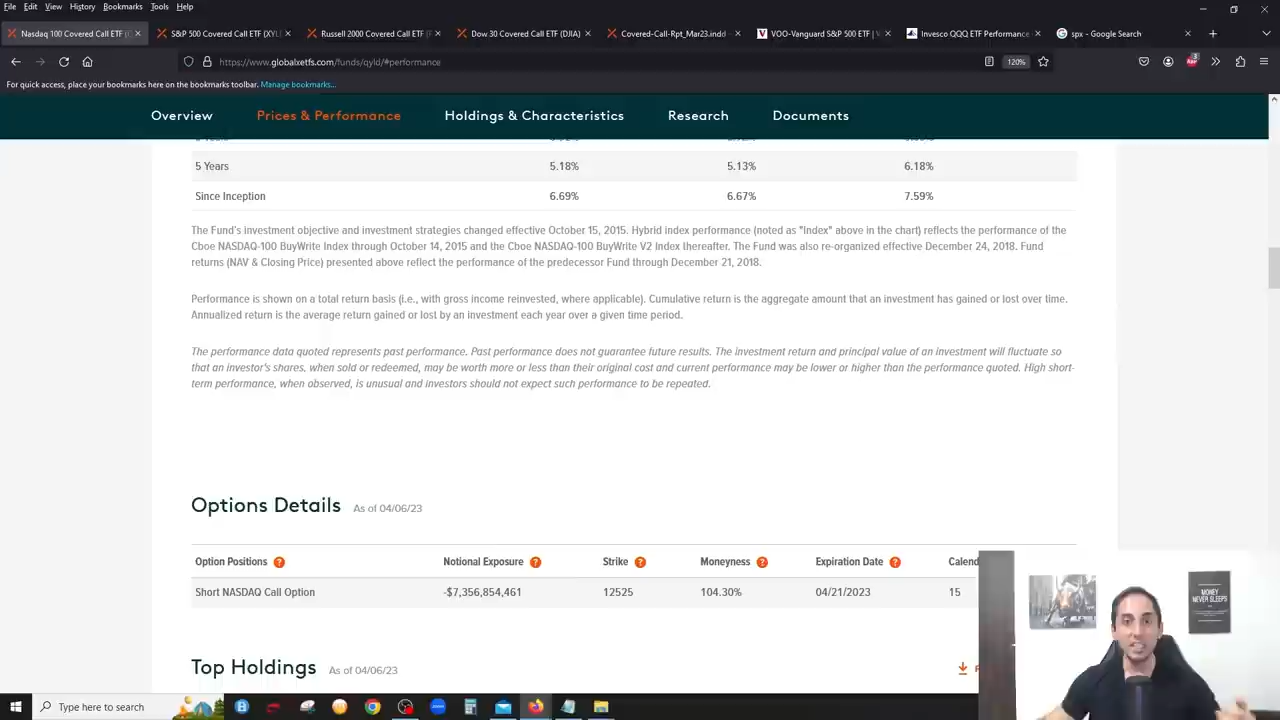 File Edit View History Bookmarks Tools Help
Nasdaq 100 Covered Call ETF (C S&P 500 Covered Call ETF (XYL Russell 2000 Covered Call ETF (F Dow 30 Covered Call ETF (DJIA) Covered-Call-Rpt_Mar23.indd VOO-Vanguard S&P 500 ETF | V Invesco QQQ ETF Performance spx - Google Search
https://www.globalxetfs.com/funds/qyld/#performance 120%
For quick access, place your bookmarks here on the bookmarks toolbar. Manage bookmarks...
Overview Prices & Performance Holdings & Characteristics Research Documents
5 Years 5.18% 5.13% 6.18%
Since Inception 6.69% 6.67% 7.59%
The Fund's investment objective and investment strategies changed effective October 15, 2015. Hybrid index performance (noted as "Index" above in the chart) reflects the performance of the
Cboe NASDAQ-100 BuyWrite Index through October 14, 2015 and the Cboe NASDAQ-100 BuyWrite V2 Index thereafter. The Fund was also re-organized effective December 24, 2018. Fund
returns (NAV & Closing Price) presented above reflect the performance of the predecessor Fund through December 21, 2018.
Performance is shown on a total return basis (i.e., with gross income reinvested, where applicable). Cumulative return is the aggregate amount that an investment has gained or lost over time.
Annualized return is the average return gained or lost by an investment each year over a given time period.
The performance data quoted represents past performance. Past performance does not guarantee future results. The investment return and principal value of an investment will fluctuate so
that an investor's shares, when sold or redeemed, may be worth more or less than their original cost and current performance may be lower or higher than the performance quoted. High short-
term performance, when observed, is unusual and investors should not expect such performance to be repeated.
Options Details As of 04/06/23
Option Positions ? Notional Exposure ? Strike ? Moneyness ? Expiration Date ? Calend
Short NASDAQ Call Option -$7,356,854,461 12525 104.30% 04/21/2023 15
MONEY
NEVER SLEEPS
Top Holdings As of 04/06/23
Type here to search